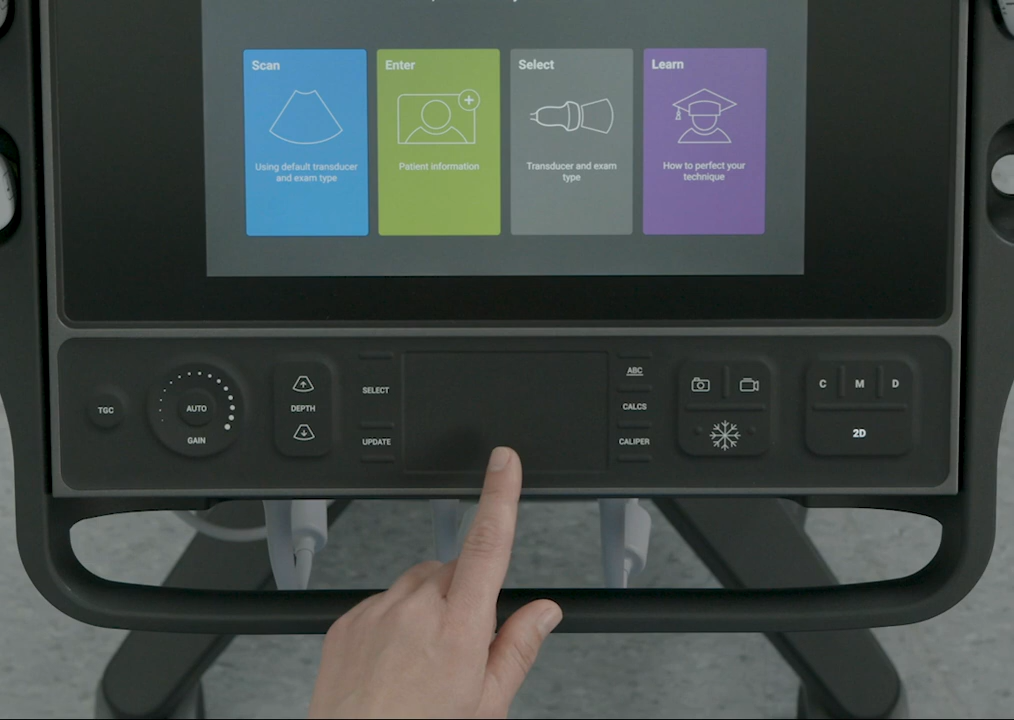 Scan
Using default transducer
and exam type
Enter
Patient information
Select
Transducer and exam
type
Learn
How to perfect your
technique
TGC
AUTO
GAIN
DEPTH
SELECT
UPDATE
ABC
CALCS
CALIPER
C
M
D
2D